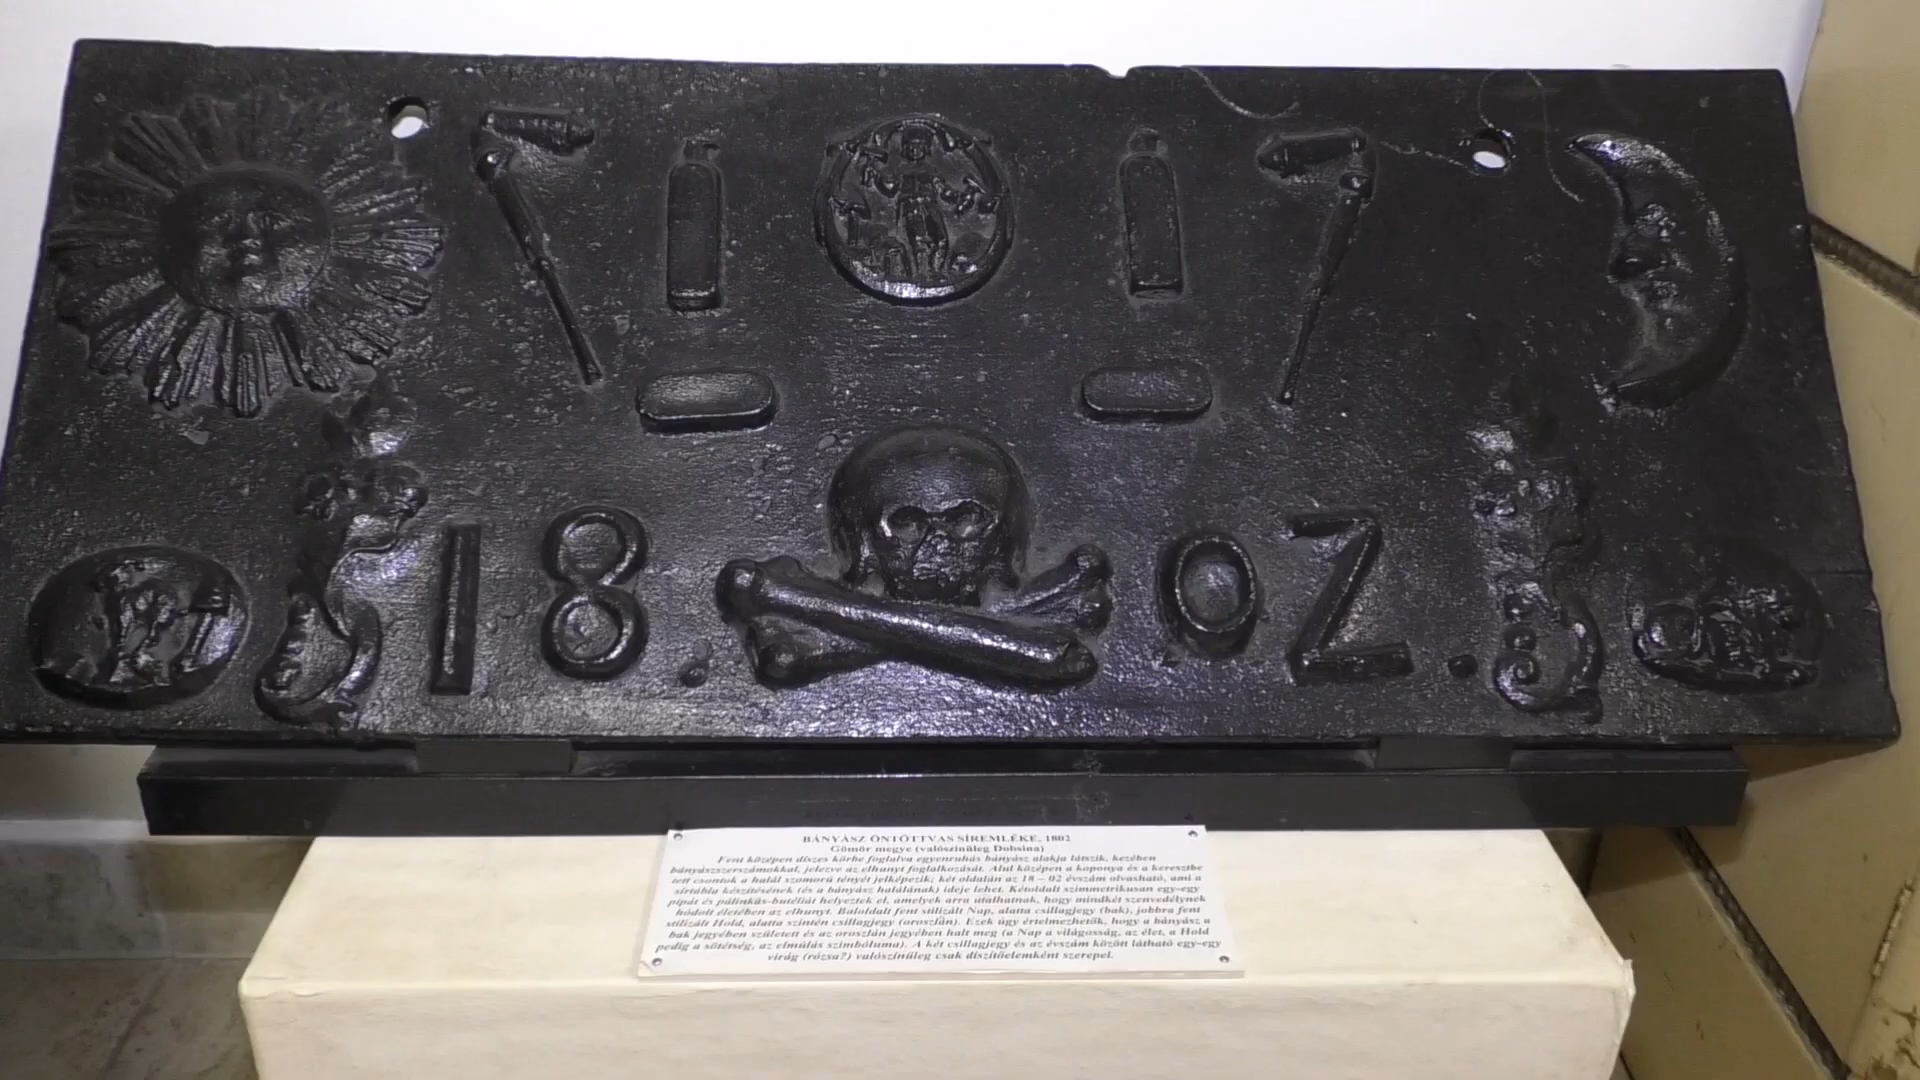 18. 0Z.
BÁNYÁSZ ÖNTÖTTVAS SÍREMLÉKE, 1802
Gömör megye (valószínűleg Dobsina)
Fent középen díszes körbe foglalva egyenruhás bányász alakja látszik, kezében
bányászszerszámokkal, jelezve az elhunyt foglalkozását. Alul középen a koponya és a keresztbe
tett csontok a halál szomorú tényét jelképezik; két oldalán az 18 – 02 évszám olvasható, ami a
sírtábla készítésének (és a bányász halálának) ideje lehet. Kétoldalt szimmetrikusan egy-egy
pipát és pálinkás-butéliát helyeztek el, amelyek arra utalhatnak, hogy mindkét szenvedélynek
hódolt életében az elhunyt. Baloldalt fent stilizált Nap, alatta csillagjegy (bak), jobbra fent
stilizált Hold, alatta szintén csillagjegy (oroszlán). Ezek úgy értelmezhetők, hogy a bányász a
bak jegyében született és az oroszlán jegyében halt meg (a Nap a világosság, az élet, a Hold
pedig a sötétség, az elmúlás szimbóluma). A két csillagjegy és az évszám között látható egy-egy
virág (rózsa?) valószínűleg csak díszítőelemként szerepel.